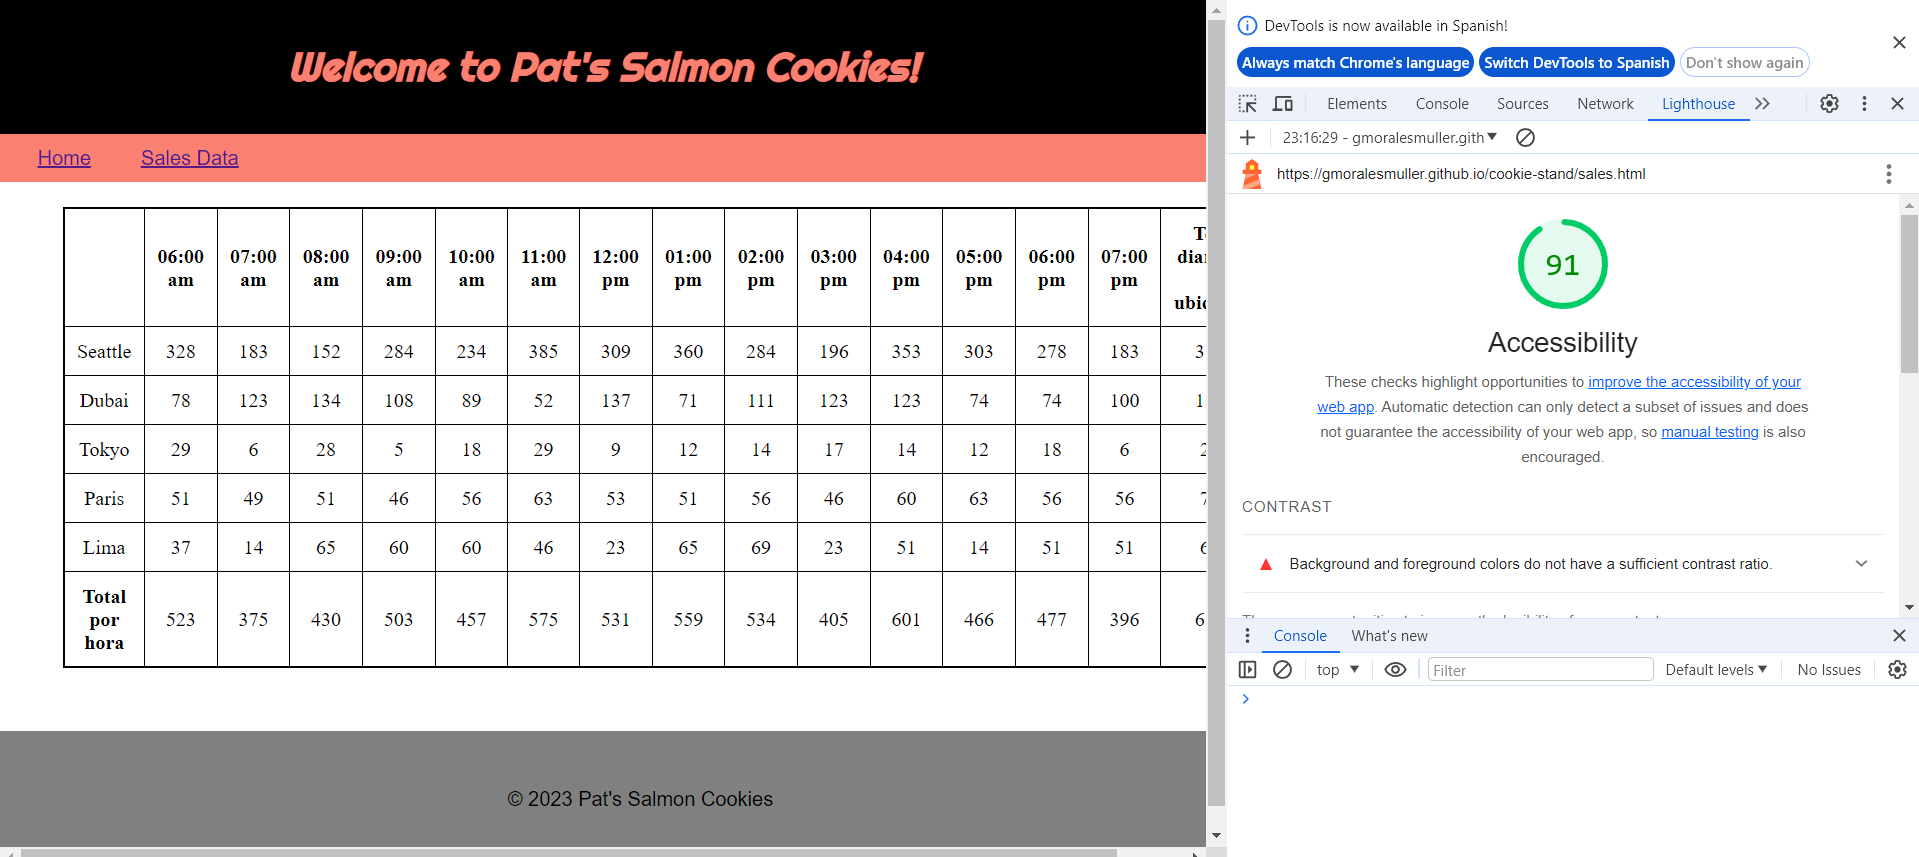 Welcome to Pat's Salmon Cookies!
Home Sales Data
06:00 am 07:00 am 08:00 am 09:00 am 10:00 am 11:00 am 12:00 pm 01:00 pm 02:00 pm 03:00 pm 04:00 pm 05:00 pm 06:00 pm 07:00 pm
Seattle 328 183 152 284 234 385 309 360 284 196 353 303 278 183
Dubai 78 123 134 108 89 52 137 71 111 123 123 74 74 100
Tokyo 29 6 28 5 18 29 9 12 14 17 14 12 18 6
Paris 51 49 51 46 56 63 53 51 56 46 60 63 56 56
Lima 37 14 65 60 60 46 23 65 69 23 51 14 51 51
Total por hora 523 375 430 503 457 575 531 559 534 405 601 466 477 396
© 2023 Pat's Salmon Cookies
DevTools is now available in Spanish!
Always match Chrome's language Switch DevTools to Spanish Don't show again
Elements Console Sources Network Lighthouse
23:16:29 - gmoralesmuller.gith
https://gmoralesmuller.github.io/cookie-stand/sales.html
91
Accessibility
These checks highlight opportunities to improve the accessibility of your
web app. Automatic detection can only detect a subset of issues and does
not guarantee the accessibility of your web app, so manual testing is also
encouraged.
CONTRAST
Background and foreground colors do not have a sufficient contrast ratio.
Console What's new
top Filter Default levels No Issues